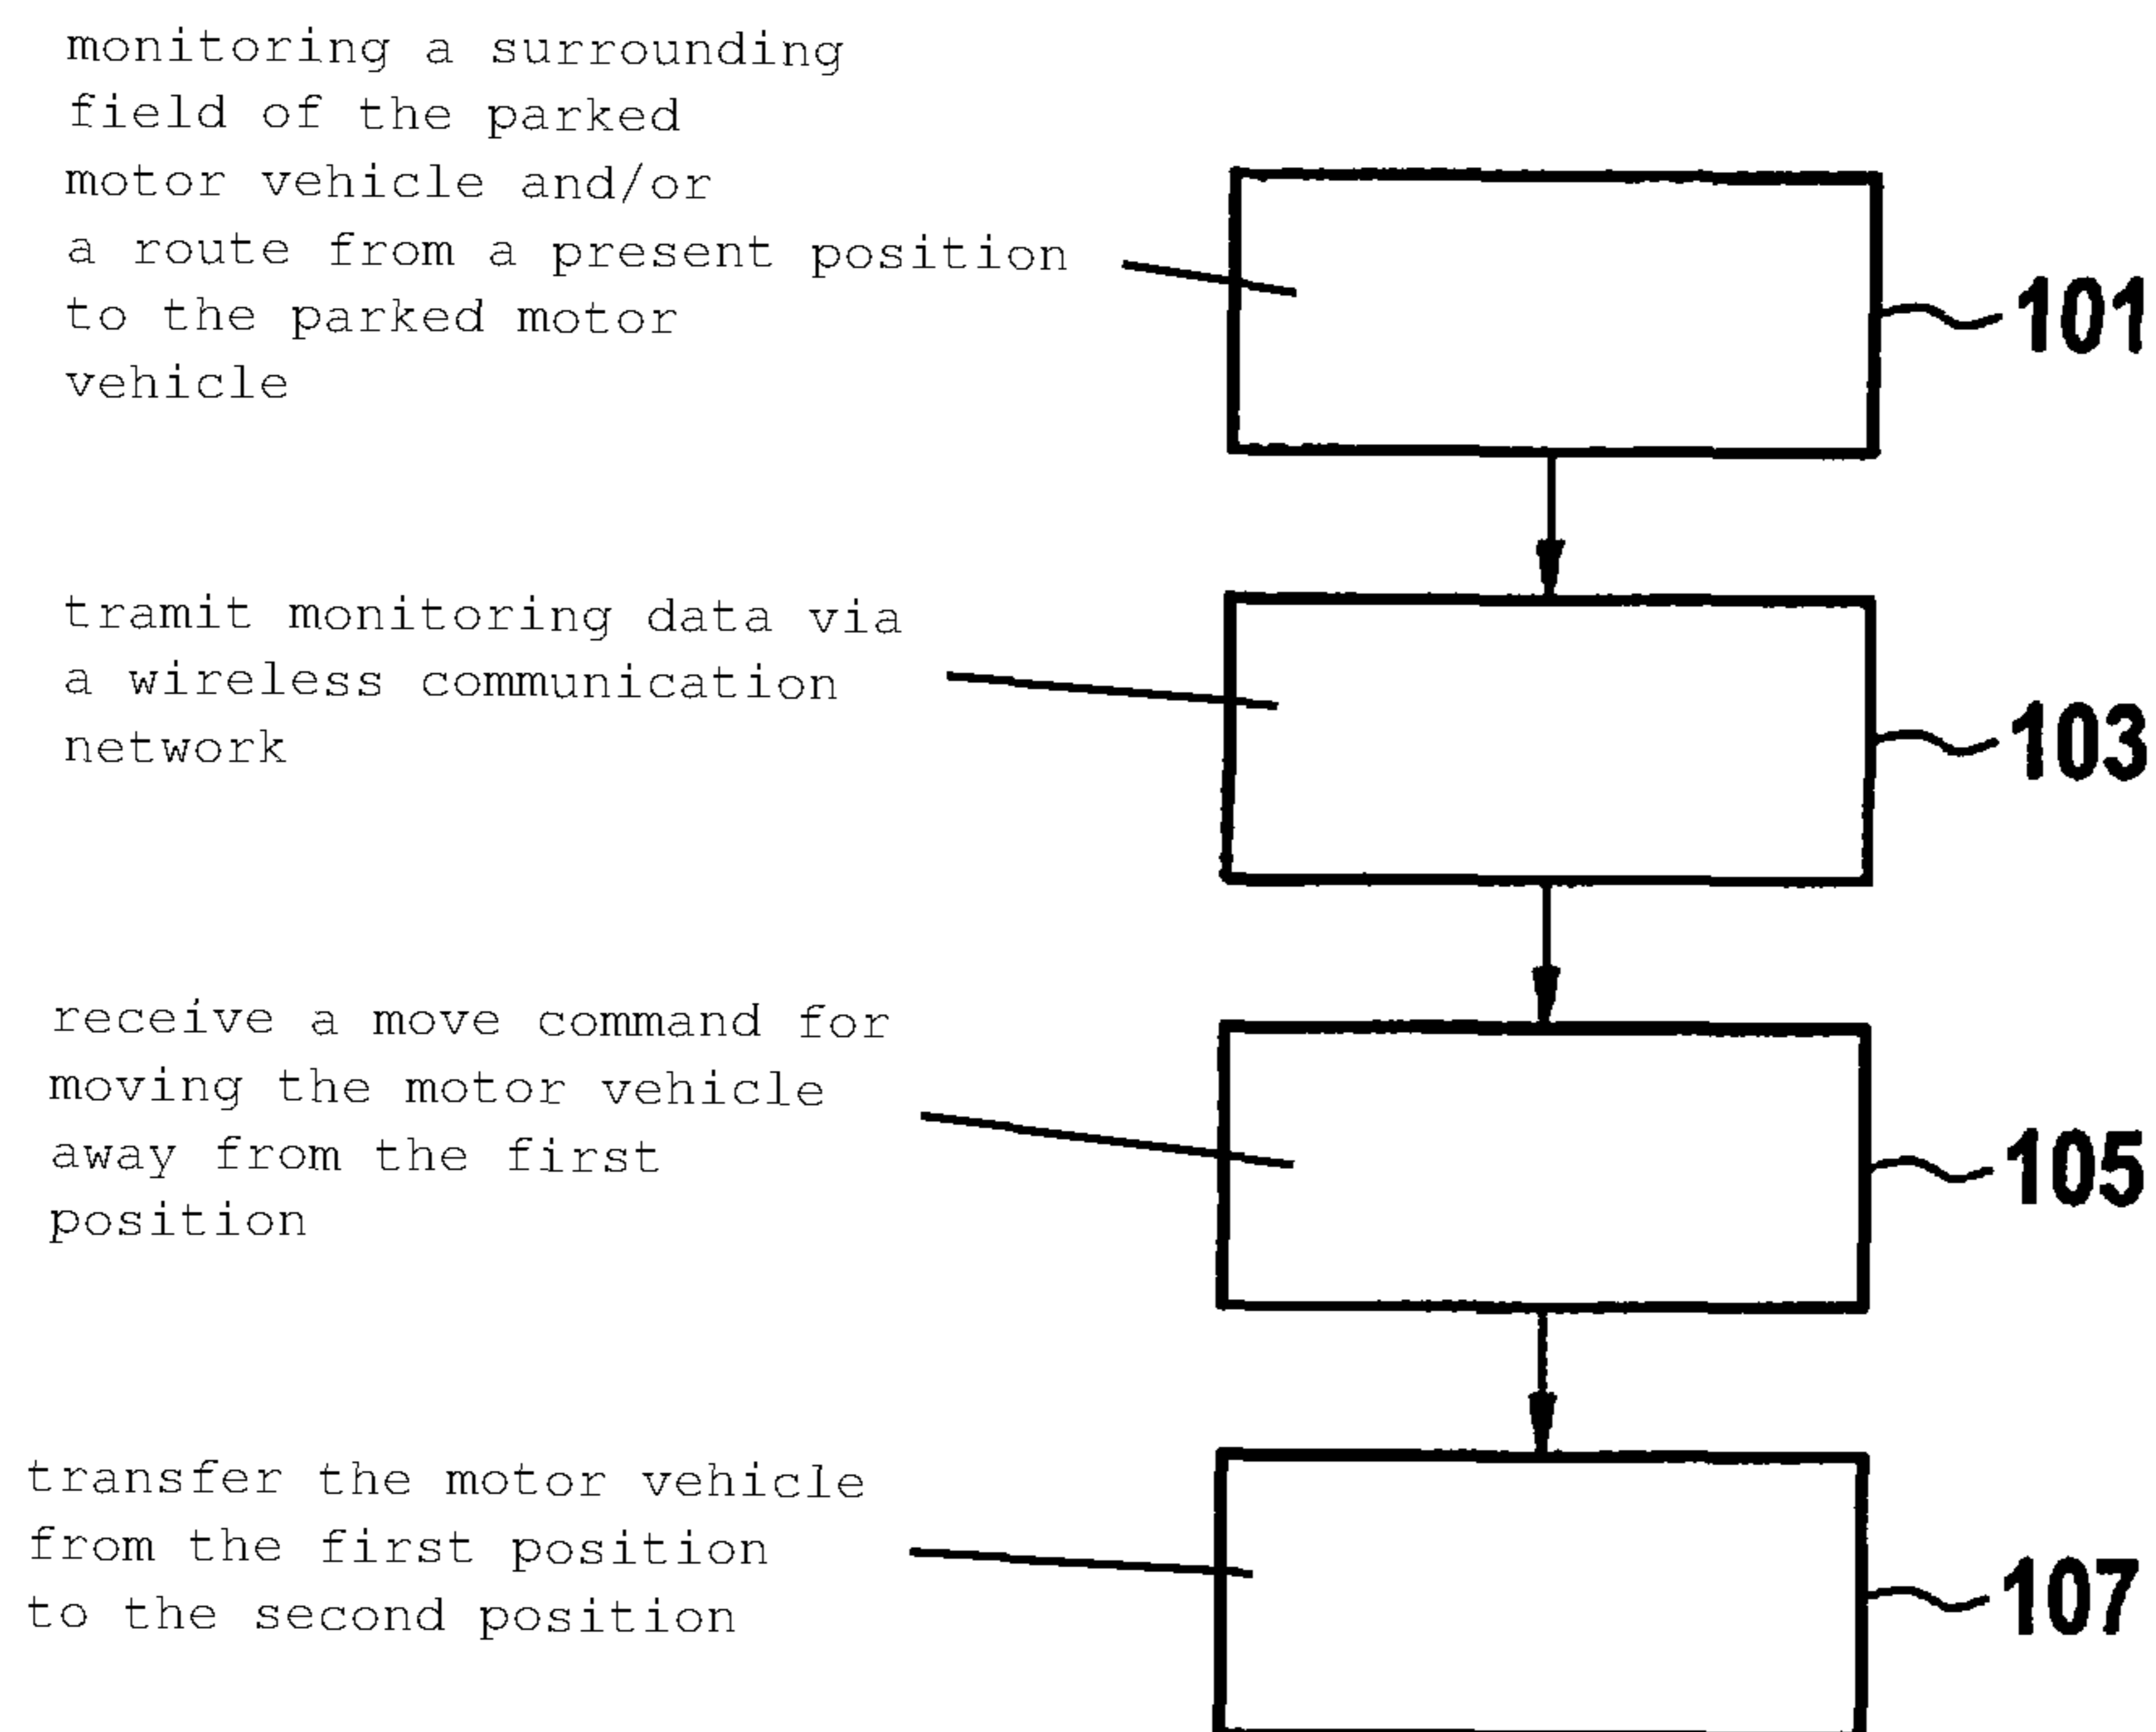 monitoring a surrounding
field of the parked
motor vehicle and/or
a route from a present position
to the parked motor
vehicle
101
tramit monitoring data via
a wireless communication
network
103
receive a move command for
moving the motor vehicle
away from the first
position
105
transfer the motor vehicle
from the first position
to the second position
107